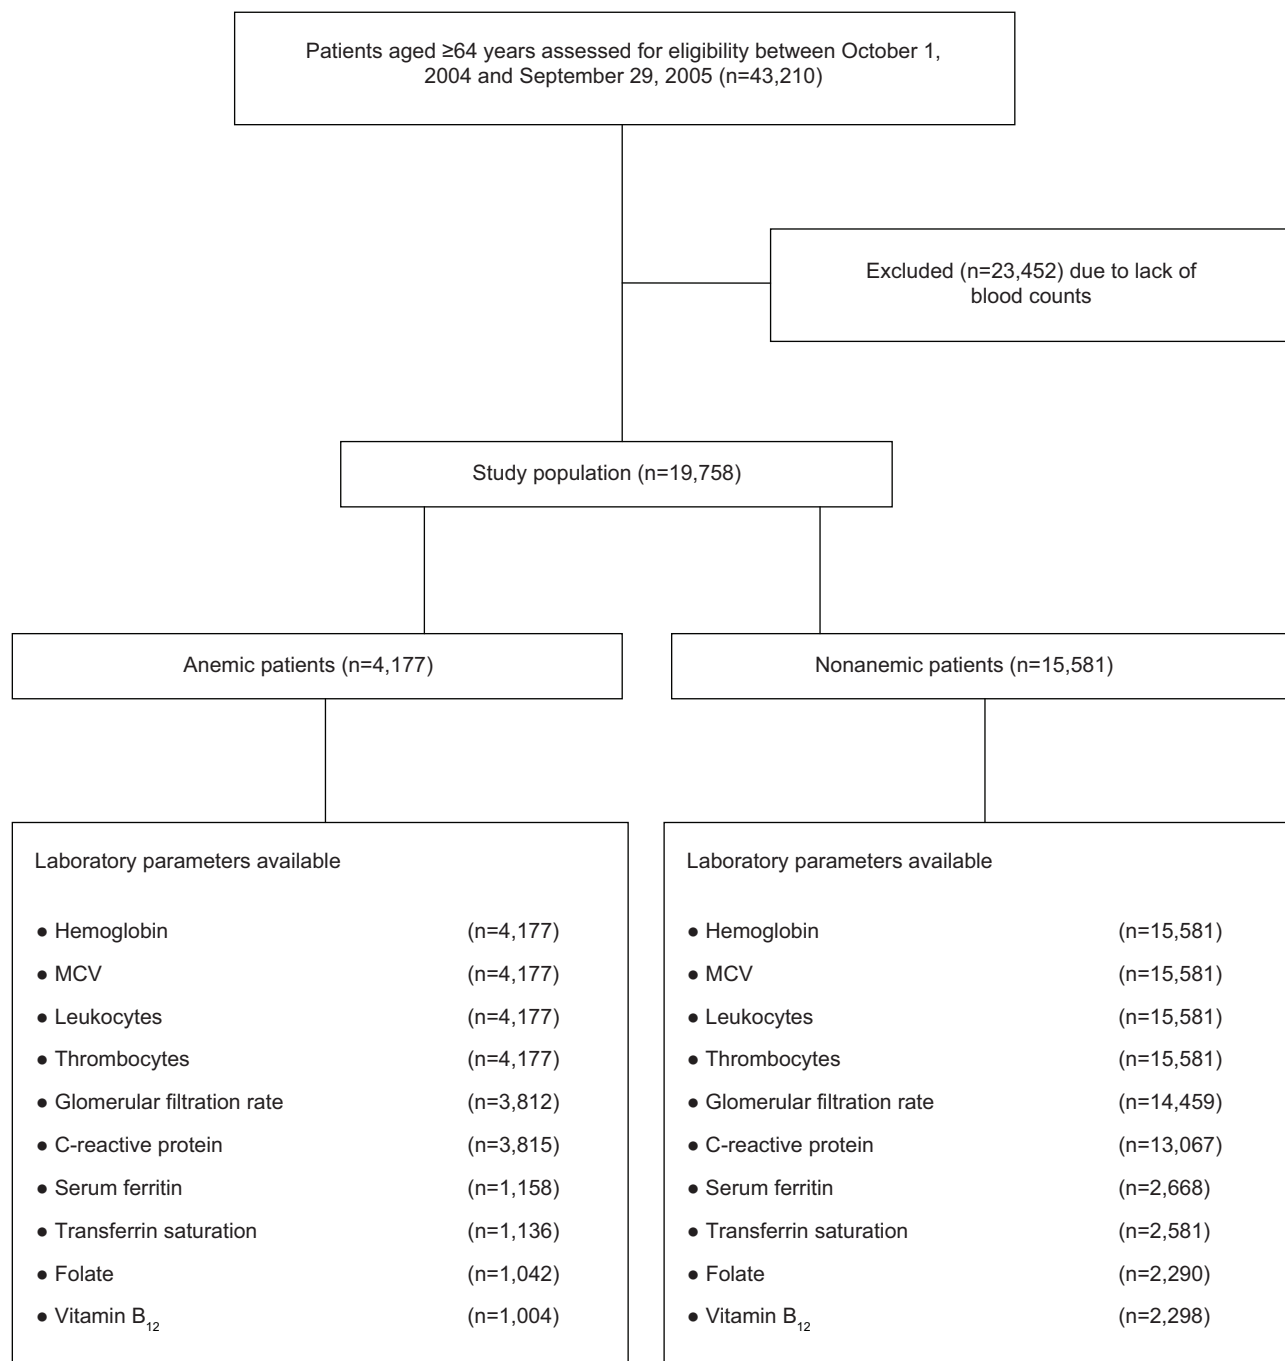 Patients aged ≥64 years assessed for eligibility between October 1,
2004 and September 29, 2005 (n=43,210)
Excluded (n=23,452) due to lack of
blood counts
Study population (n=19,758)
Anemic patients (n=4,177)
Nonanemic patients (n=15,581)
Laboratory parameters available
● Hemoglobin (n=4,177)
● MCV (n=4,177)
● Leukocytes (n=4,177)
● Thrombocytes (n=4,177)
● Glomerular filtration rate (n=3,812)
● C-reactive protein (n=3,815)
● Serum ferritin (n=1,158)
● Transferrin saturation (n=1,136)
● Folate (n=1,042)
● Vitamin B₁₂ (n=1,004)
Laboratory parameters available
● Hemoglobin (n=15,581)
● MCV (n=15,581)
● Leukocytes (n=15,581)
● Thrombocytes (n=15,581)
● Glomerular filtration rate (n=14,459)
● C-reactive protein (n=13,067)
● Serum ferritin (n=2,668)
● Transferrin saturation (n=2,581)
● Folate (n=2,290)
● Vitamin B₁₂ (n=2,298)